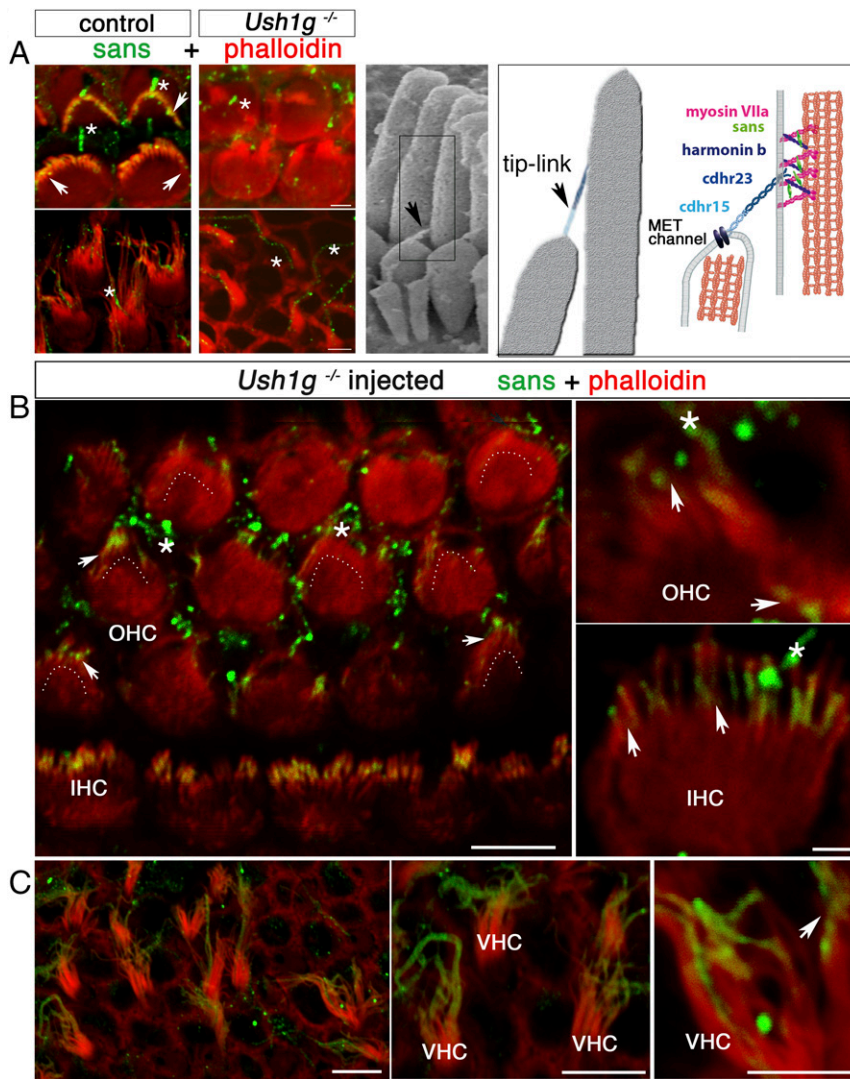 control
Ush1g -/-
sans + phalloidin
A
*
*
*
*
*
*
tip-link
myosin VIIa
sans
harmonin b
cdhr23
cdhr15
MET
channel
Ush1g -/- injected sans + phalloidin
B
*
*
OHC
IHC
*
OHC
*
IHC
C
VHC
VHC
VHC
VHC